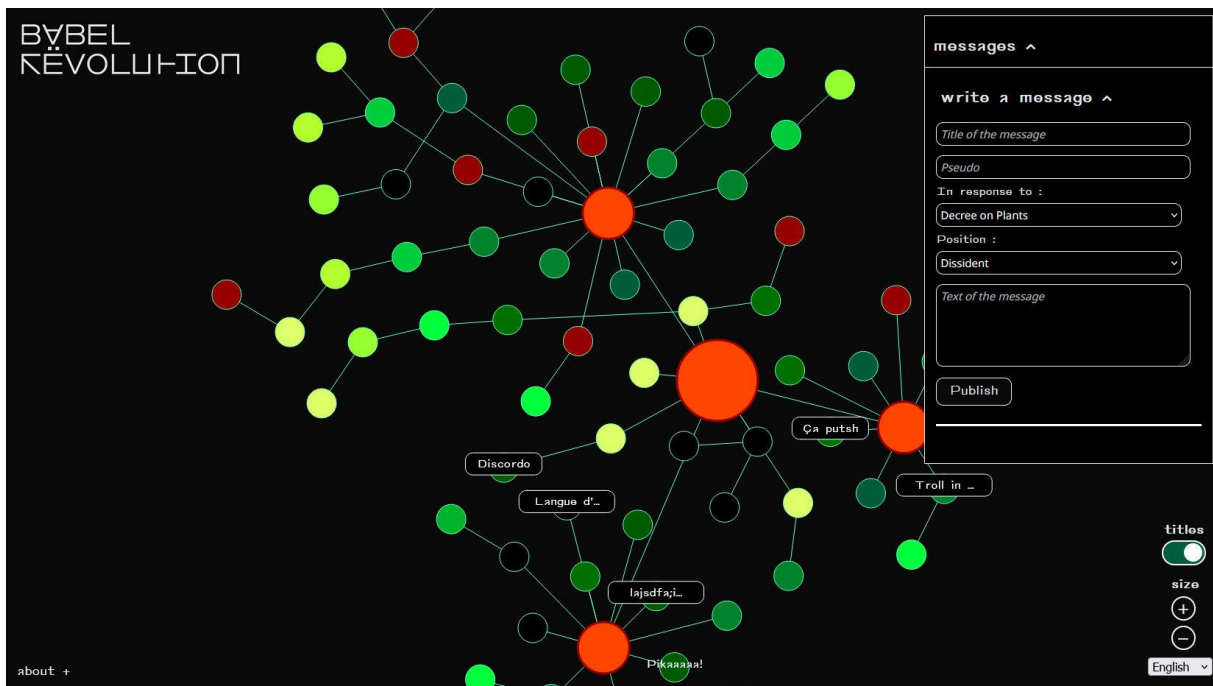 BABEL
RËVOLUTION
messages ^
write a message ^
Title of the message
Pseudo
In response to :
Decree on Plants
Position :
Dissident
Text of the message
Publish
Ça putsh
Discordo
Troll in …
Langue d'…
lajsdfa;i…
Pikaaaaa!
titles
size
+
−
about +
English